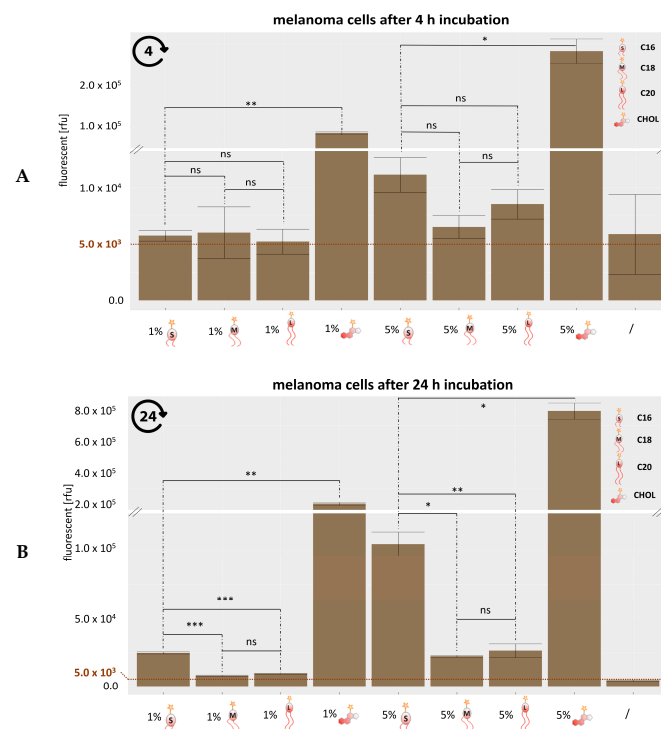 melanoma cells after 4 h incubation
4
S C16
M C18
L C20
CHOL
A
fluorescent [rfu]
2.0 x 10⁵
1.0 x 10⁵
1.0 x 10⁴
5.0 x 10³
0.0
*
**
ns
ns
ns
ns
ns
ns
1% S
1% M
1% L
1%
5% S
5% M
5% L
5%
/
melanoma cells after 24 h incubation
24
S C16
M C18
L C20
CHOL
B
fluorescent [rfu]
8.0 x 10⁵
6.0 x 10⁵
4.0 x 10⁵
2.0 x 10⁵
1.0 x 10⁵
5.0 x 10⁴
5.0 x 10³
0.0
*
**
**
*
***
***
ns
ns
1% S
1% M
1% L
1%
5% S
5% M
5% L
5%
/